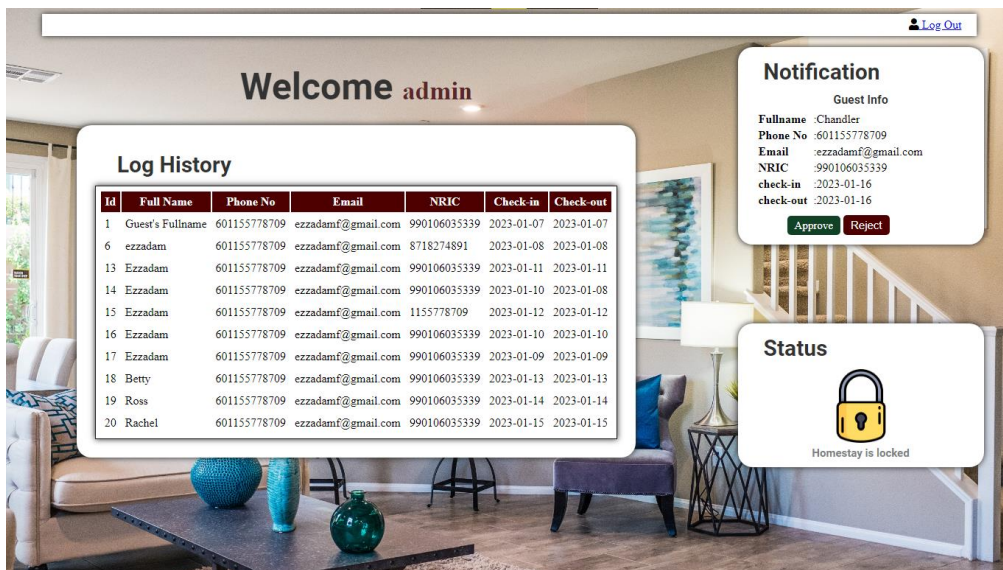 Log Out
Welcome admin
Log History
Id Full Name Phone No Email NRIC Check-in Check-out
1 Guest's Fullname 601155778709 ezzadamf@gmail.com 990106035339 2023-01-07 2023-01-07
6 ezzadam 601155778709 ezzadamf@gmail.com 8718274891 2023-01-08 2023-01-08
13 Ezzadam 601155778709 ezzadamf@gmail.com 990106035339 2023-01-11 2023-01-11
14 Ezzadam 601155778709 ezzadamf@gmail.com 990106035339 2023-01-10 2023-01-08
15 Ezzadam 601155778709 ezzadamf@gmail.com 1155778709 2023-01-12 2023-01-12
16 Ezzadam 601155778709 ezzadamf@gmail.com 990106035339 2023-01-10 2023-01-10
17 Ezzadam 601155778709 ezzadamf@gmail.com 990106035339 2023-01-09 2023-01-09
18 Betty 601155778709 ezzadamf@gmail.com 990106035339 2023-01-13 2023-01-13
19 Ross 601155778709 ezzadamf@gmail.com 990106035339 2023-01-14 2023-01-14
20 Rachel 601155778709 ezzadamf@gmail.com 990106035339 2023-01-15 2023-01-15
Notification
Guest Info
Fullname :Chandler
Phone No :601155778709
Email :ezzadamf@gmail.com
NRIC :990106035339
check-in :2023-01-16
check-out :2023-01-16
Approve Reject
Status
Homestay is locked